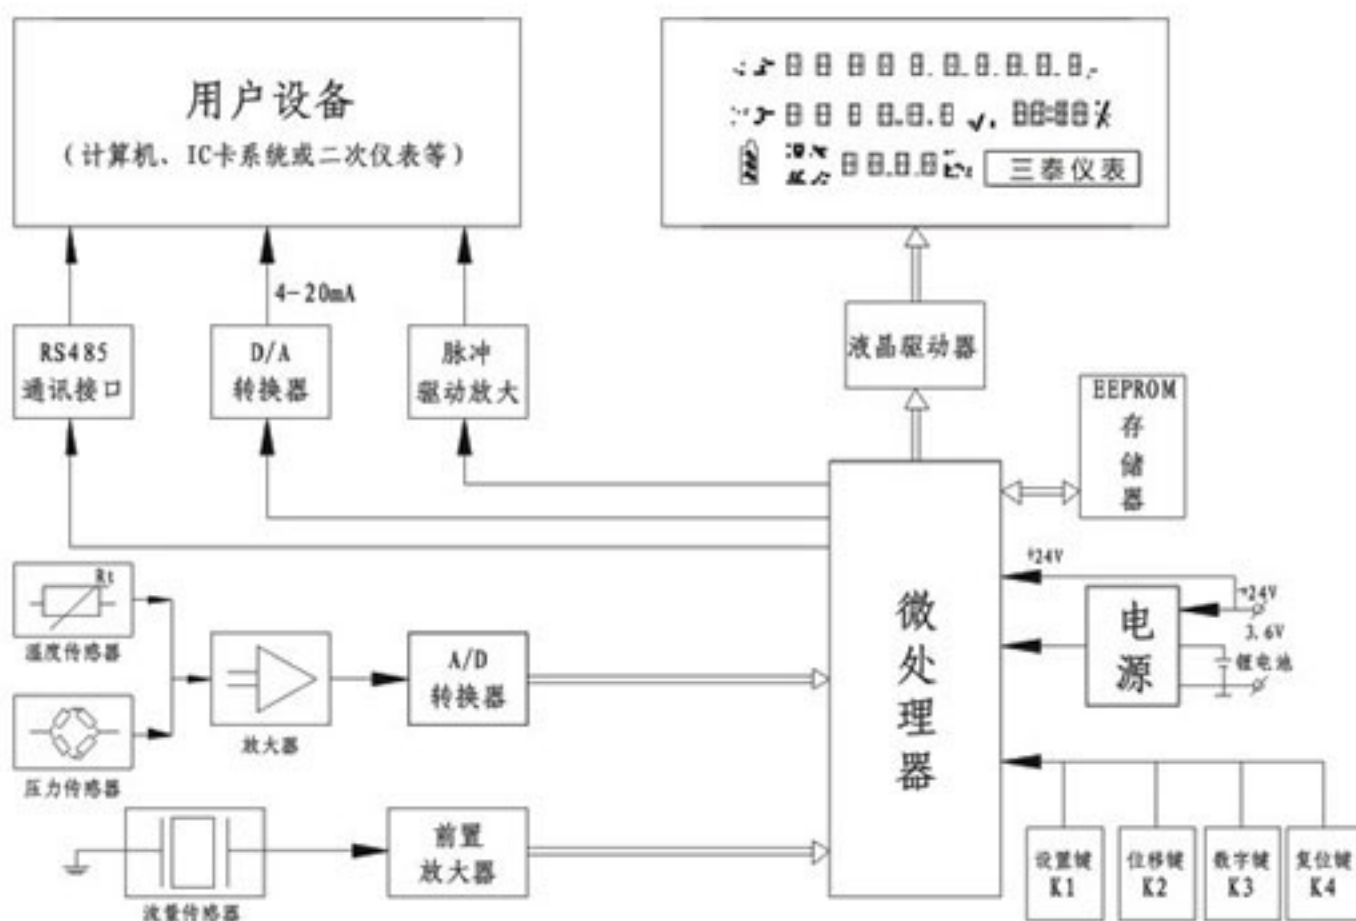 用户设备
(计算机、IC卡系统或二次仪表等)
三泰仪表
4-20mA
RS485
通讯接口
D/A
转换器
脉冲
驱动放大
液晶驱动器
EEPROM
存
储
器
+24V
+24V
3.6V
锂电池
电
源
微
处
理
器
Rt
温度传感器
压力传感器
放大器
A/D
转换器
前置
放大器
流量传感器
设置键
K1
位移键
K2
数字键
K3
复位键
K4